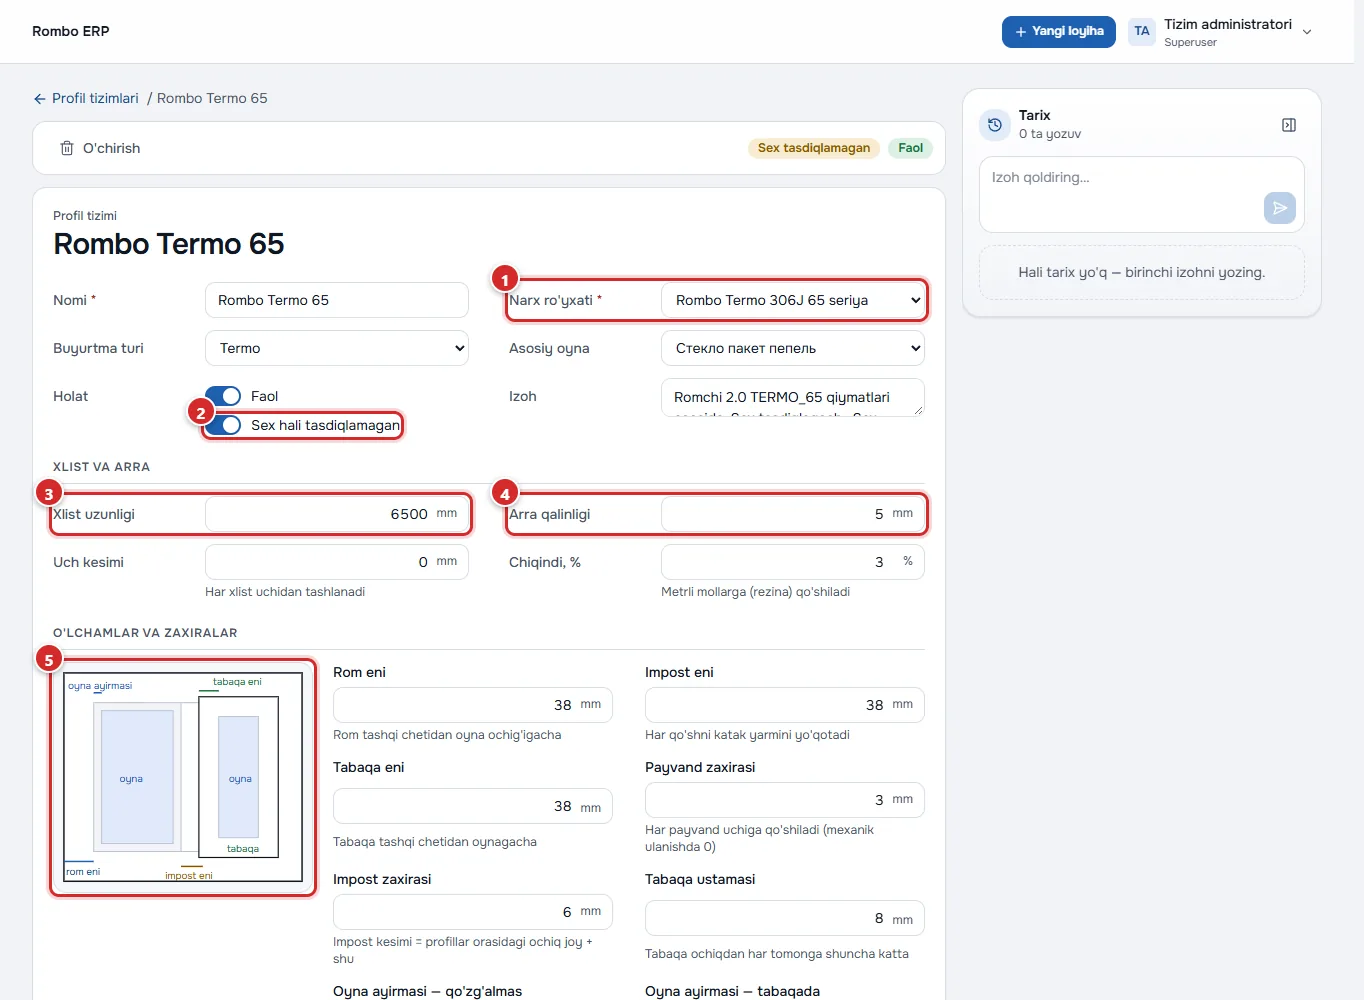 Rombo ERP
+ Yangi loyiha
TA
Tizim administratori
Superuser
← Profil tizimlari / Rombo Termo 65
O'chirish
Sex tasdiqlamagan
Faol
Profil tizimi
Rombo Termo 65
Nomi *
Rombo Termo 65
1
Narx ro'yxati *
Rombo Termo 306J 65 seriya
Buyurtma turi
Termo
Asosiy oyna
Стекло пакет пепель
Holat
Faol
2
Sex hali tasdiqlamagan
Izoh
Romchi 2.0 TERMO_65 qiymatlari
XLIST VA ARRA
3
Xlist uzunligi
6500 mm
4
Arra qalinligi
5 mm
Uch kesimi
0 mm
Har xlist uchidan tashlanadi
Chiqindi, %
3 %
Metrli mollarga (rezina) qo'shiladi
O'LCHAMLAR VA ZAXIRALAR
5
oyna ayirmasi
tabaqa eni
oyna
oyna
tabaqa
rom eni
impost eni
Rom eni
38 mm
Rom tashqi chetidan oyna ochig'igacha
Impost eni
38 mm
Har qo'shni katak yarmini yo'qotadi
Tabaqa eni
38 mm
Tabaqa tashqi chetidan oynagacha
Payvand zaxirasi
3 mm
Har payvand uchiga qo'shiladi (mexanik
ulanishda 0)
Impost zaxirasi
6 mm
Impost kesimi = profillar orasidagi ochiq joy +
shu
Tabaqa ustamasi
8 mm
Tabaqa ochiqdan har tomonga shuncha katta
Oyna ayirmasi — qo'zg'almas
Oyna ayirmasi — tabaqada
Tarix
0 ta yozuv
Izoh qoldiring...
Hali tarix yo'q — birinchi izohni yozing.